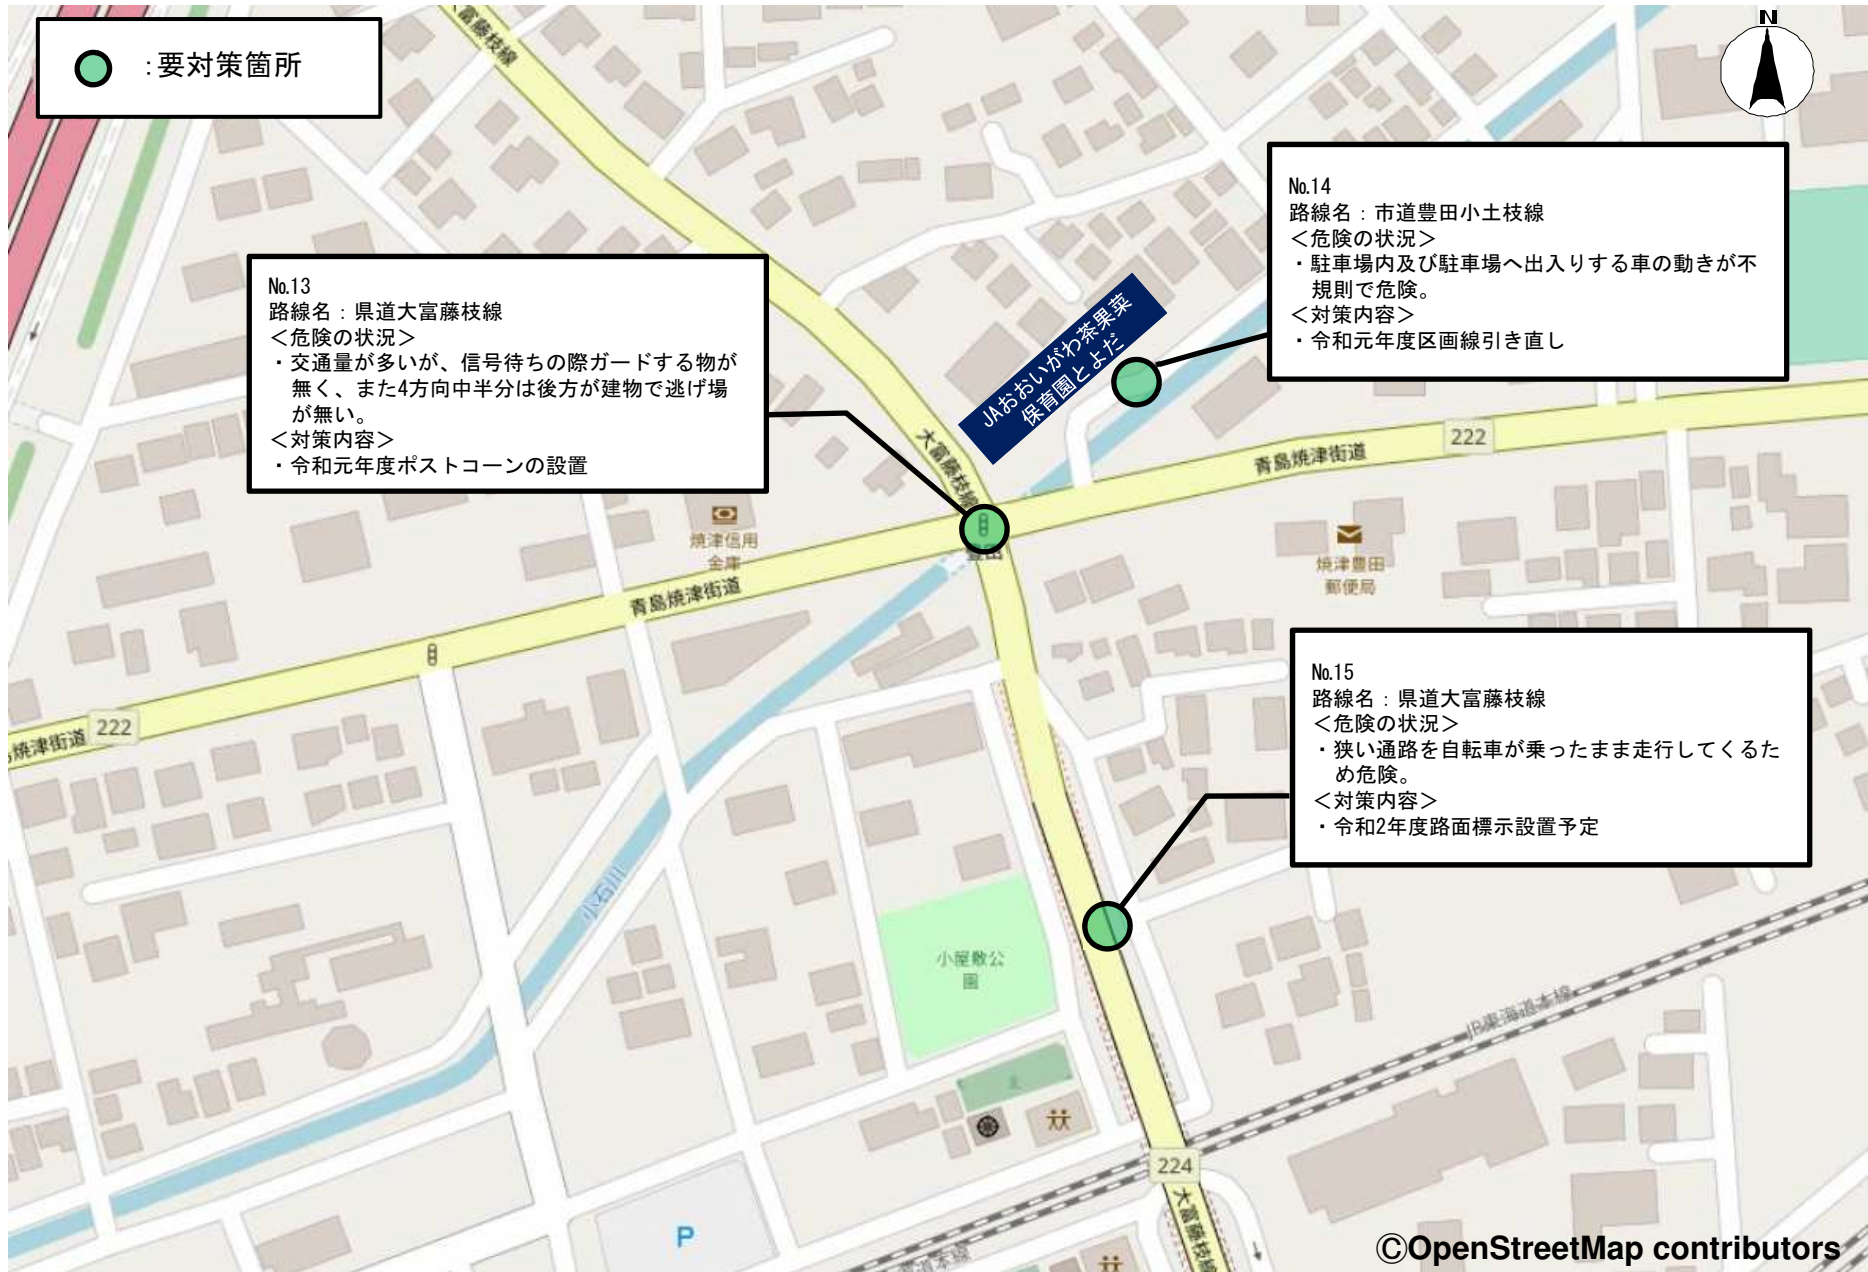 ：要対策箇所
N
大富藤枝線
No.14
路線名：市道豊田小土枝線
＜危険の状況＞
・駐車場内及び駐車場へ出入りする車の動きが不
規則で危険。
＜対策内容＞
・令和元年度区画線引き直し
No.13
路線名：県道大富藤枝線
＜危険の状況＞
・交通量が多いが、信号待ちの際ガードする物が
無く、また4方向中半分は後方が建物で逃げ場
が無い。
＜対策内容＞
・令和元年度ポストコーンの設置
JAおおいがわ茶果菜
保育園とよだ
大富藤枝線
222
青島焼津街道
焼津信用
金庫
豊田
焼津豊田
郵便局
青島焼津街道
222
焼津街道
No.15
路線名：県道大富藤枝線
＜危険の状況＞
・狭い通路を自転車が乗ったまま走行してくるた
め危険。
＜対策内容＞
・令和2年度路面標示設置予定
小石川
小屋敷公
園
JR東海道本線
224
大富藤枝線
P
道本線
©OpenStreetMap contributors